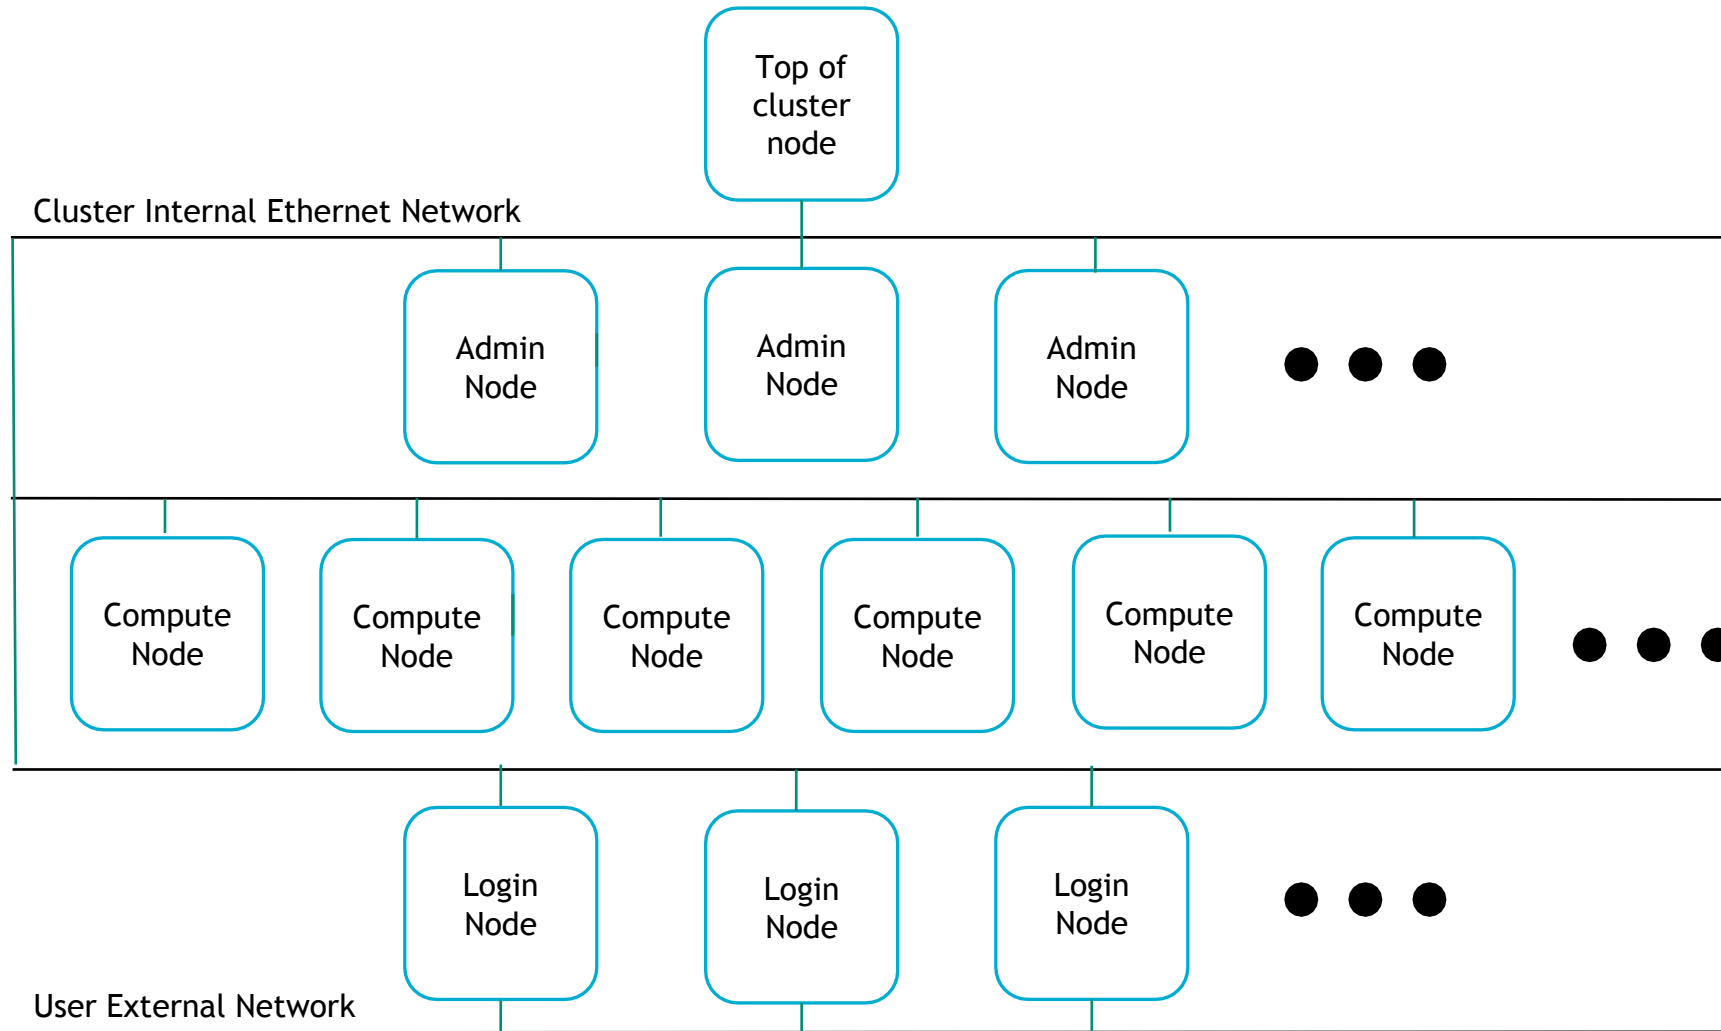 Top of
cluster
node
Cluster Internal Ethernet Network
Admin
Node
Admin
Node
Admin
Node
Compute
Node
Compute
Node
Compute
Node
Compute
Node
Compute
Node
Compute
Node
Login
Node
Login
Node
Login
Node
User External Network